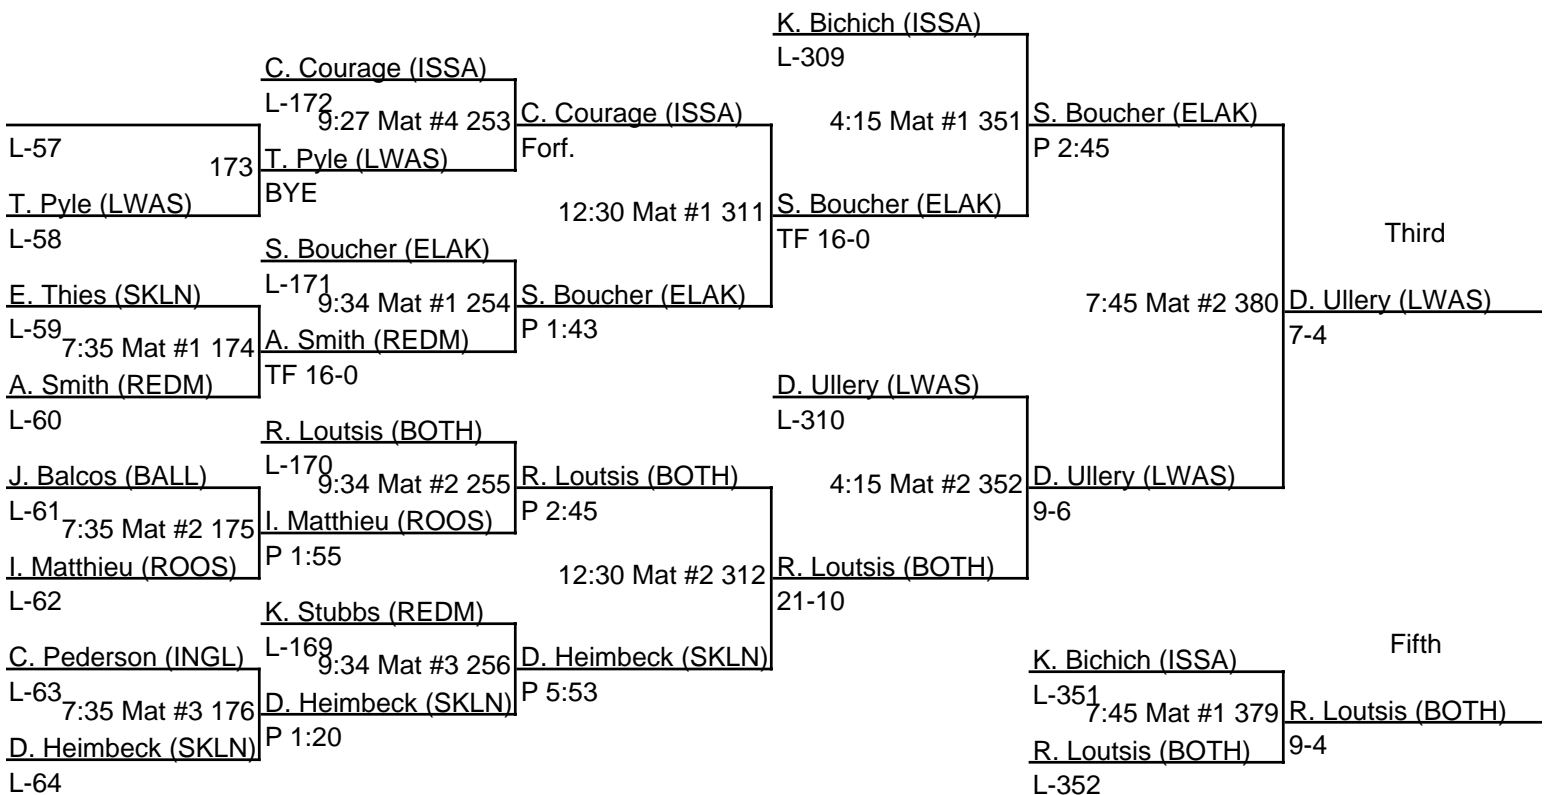 K. Bichich (ISSA)
L-309
C. Courage (ISSA)
L-172
9:27 Mat #4 253
C. Courage (ISSA)
4:15 Mat #1 351
S. Boucher (ELAK)
L-57
173
T. Pyle (LWAS)
Forf.
P 2:45
BYE
T. Pyle (LWAS)
12:30 Mat #1 311
S. Boucher (ELAK)
L-58
TF 16-0
Third
S. Boucher (ELAK)
L-171
E. Thies (SKLN)
9:34 Mat #1 254
S. Boucher (ELAK)
7:45 Mat #2 380
D. Ullery (LWAS)
L-59
7:35 Mat #1 174
A. Smith (REDM)
P 1:43
7-4
TF 16-0
A. Smith (REDM)
D. Ullery (LWAS)
L-60
L-310
R. Loutsis (BOTH)
L-170
J. Balcos (BALL)
9:34 Mat #2 255
R. Loutsis (BOTH)
4:15 Mat #2 352
D. Ullery (LWAS)
L-61
7:35 Mat #2 175
I. Matthieu (ROOS)
P 2:45
9-6
P 1:55
I. Matthieu (ROOS)
12:30 Mat #2 312
R. Loutsis (BOTH)
L-62
21-10
K. Stubbs (REDM)
L-169
Fifth
C. Pederson (INGL)
9:34 Mat #3 256
D. Heimbeck (SKLN)
K. Bichich (ISSA)
L-63
7:35 Mat #3 176
D. Heimbeck (SKLN)
P 5:53
L-351
7:45 Mat #1 379
R. Loutsis (BOTH)
P 1:20
D. Heimbeck (SKLN)
R. Loutsis (BOTH)
9-4
L-64
L-352